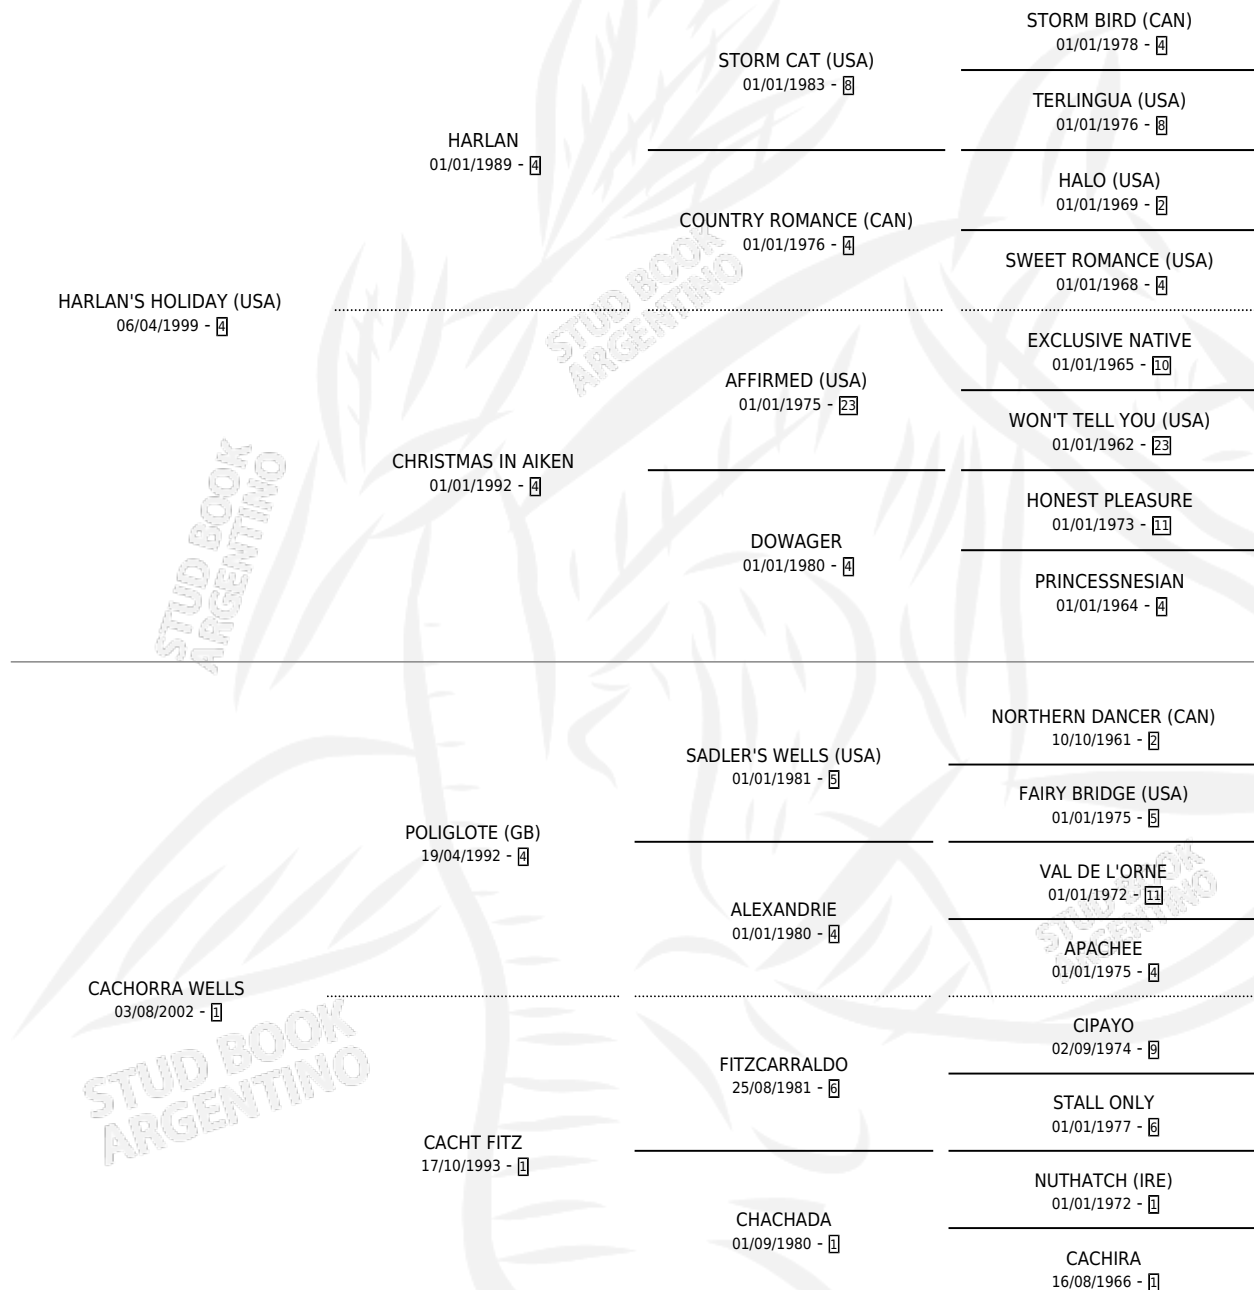 STORM BIRD (CAN)
01/01/1978 - 4
STORM CAT (USA)
01/01/1983 - 8
TERLINGUA (USA)
01/01/1976 - 8
HARLAN
01/01/1989 - 4
HALO (USA)
01/01/1969 - 2
COUNTRY ROMANCE (CAN)
01/01/1976 - 4
SWEET ROMANCE (USA)
01/01/1968 - 4
HARLAN'S HOLIDAY (USA)
06/04/1999 - 4
STUD BOOK
ARGENTINO
EXCLUSIVE NATIVE
01/01/1965 - 10
AFFIRMED (USA)
01/01/1975 - 23
WON'T TELL YOU (USA)
01/01/1962 - 23
CHRISTMAS IN AIKEN
01/01/1992 - 4
HONEST PLEASURE
01/01/1973 - 11
DOWAGER
01/01/1980 - 4
PRINCESSNESIAN
01/01/1964 - 4
STUD BOOK
ARGENTINO
NORTHERN DANCER (CAN)
10/10/1961 - 2
SADLER'S WELLS (USA)
01/01/1981 - 5
FAIRY BRIDGE (USA)
01/01/1975 - 5
POLIGLOTE (GB)
19/04/1992 - 4
VAL DE L'ORNE
01/01/1972 - 11
STUD BOOK
ARGENTINO
ALEXANDRIE
01/01/1980 - 4
APACHEE
01/01/1975 - 4
CACHORRA WELLS
03/08/2002 - 1
STUD BOOK
ARGENTINO
CIPAYO
02/09/1974 - 9
FITZCARRALDO
25/08/1981 - 6
STALL ONLY
01/01/1977 - 6
CACHT FITZ
17/10/1993 - 1
NUTHATCH (IRE)
01/01/1972 - 1
CHACHADA
01/09/1980 - 1
CACHIRA
16/08/1966 - 1